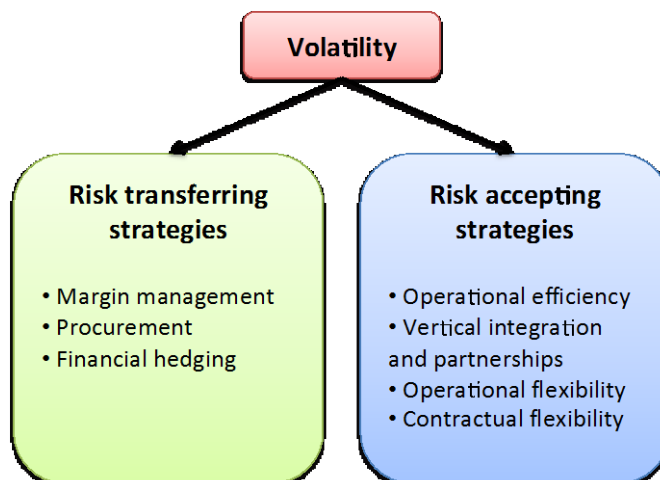 Volatility
Risk transferring
strategies
• Margin management
• Procurement
• Financial hedging
Risk accepting
strategies
• Operational efficiency
• Vertical integration
and partnerships
• Operational flexibility
• Contractual flexibility